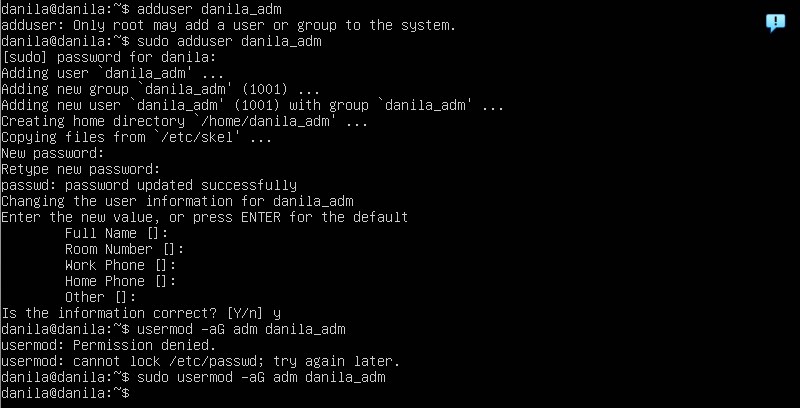 danila@danila:~$ adduser danila_adm
adduser: Only root may add a user or group to the system.
danila@danila:~$ sudo adduser danila_adm
[sudo] password for danila:
Adding user `danila_adm' ...
Adding new group `danila_adm' (1001) ...
Adding new user `danila_adm' (1001) with group `danila_adm' ...
Creating home directory `/home/danila_adm' ...
Copying files from `/etc/skel' ...
New password:
Retype new password:
passwd: password updated successfully
Changing the user information for danila_adm
Enter the new value, or press ENTER for the default
        Full Name []:
        Room Number []:
        Work Phone []:
        Home Phone []:
        Other []:
Is the information correct? [Y/n] y
danila@danila:~$ usermod -aG adm danila_adm
usermod: Permission denied.
usermod: cannot lock /etc/passwd; try again later.
danila@danila:~$ sudo usermod -aG adm danila_adm
danila@danila:~$